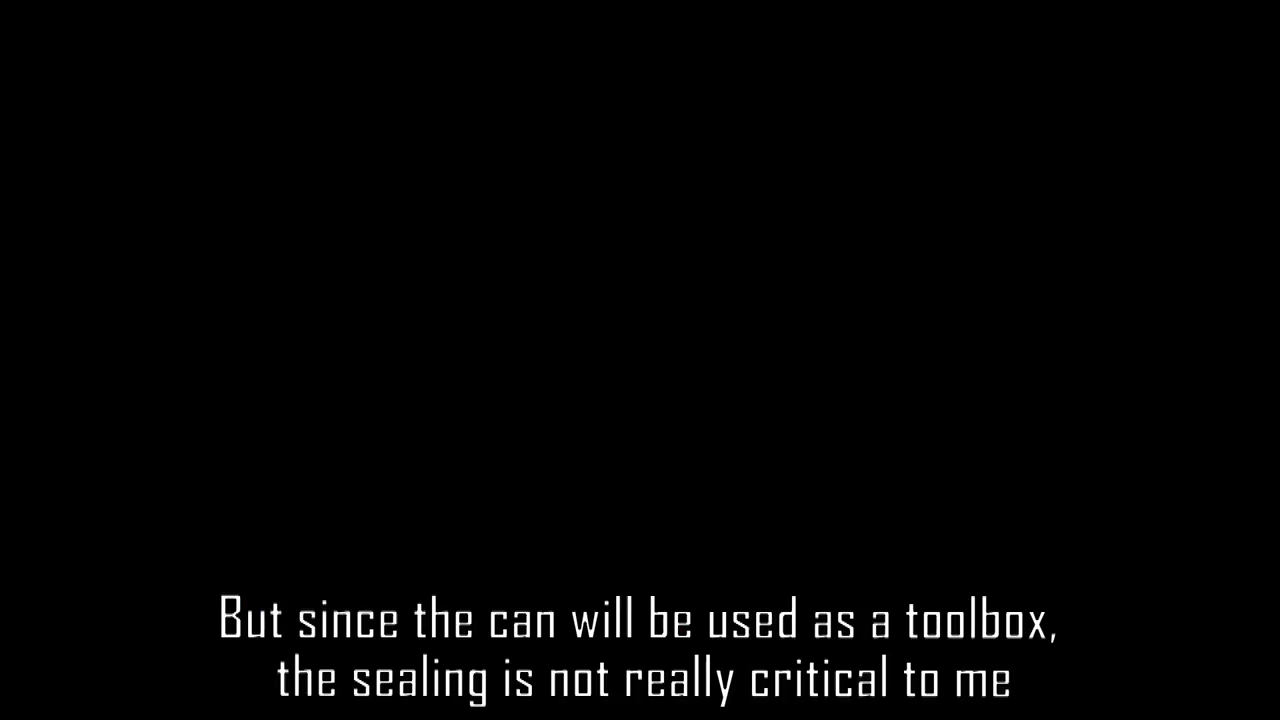 But since the can will be used as a toolbox,
the sealing is not really critical to me